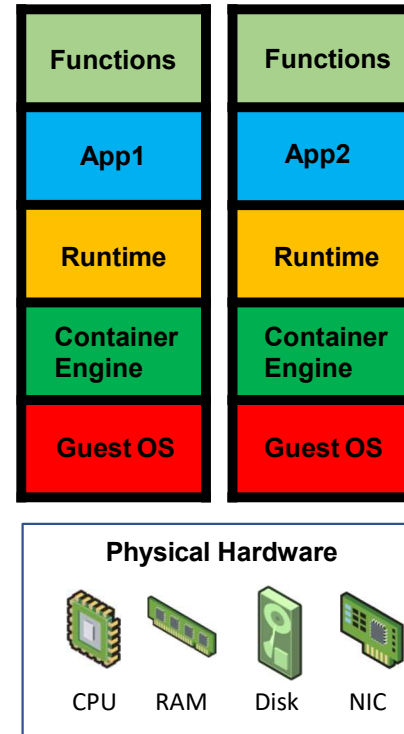 Functions
Functions
App1
App2
Runtime
Runtime
Container
Engine
Container
Engine
Guest OS
Guest OS
Physical Hardware
CPU
RAM
Disk
NIC